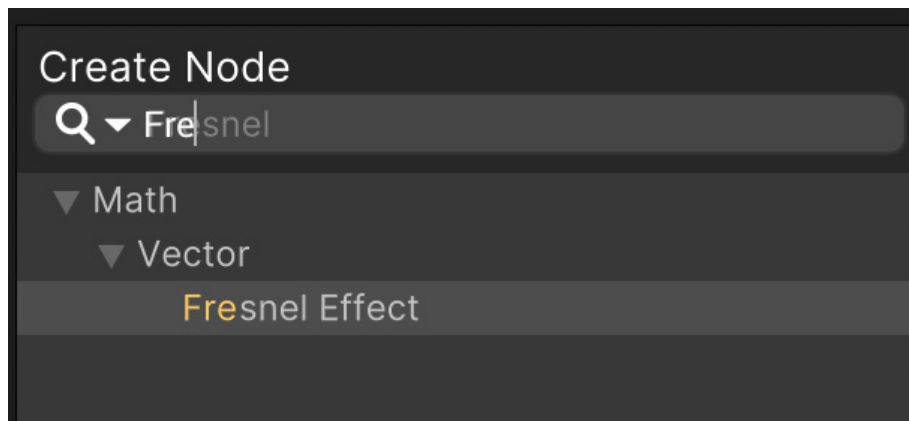 Create Node
Fresnel
Math
Vector
Fresnel Effect